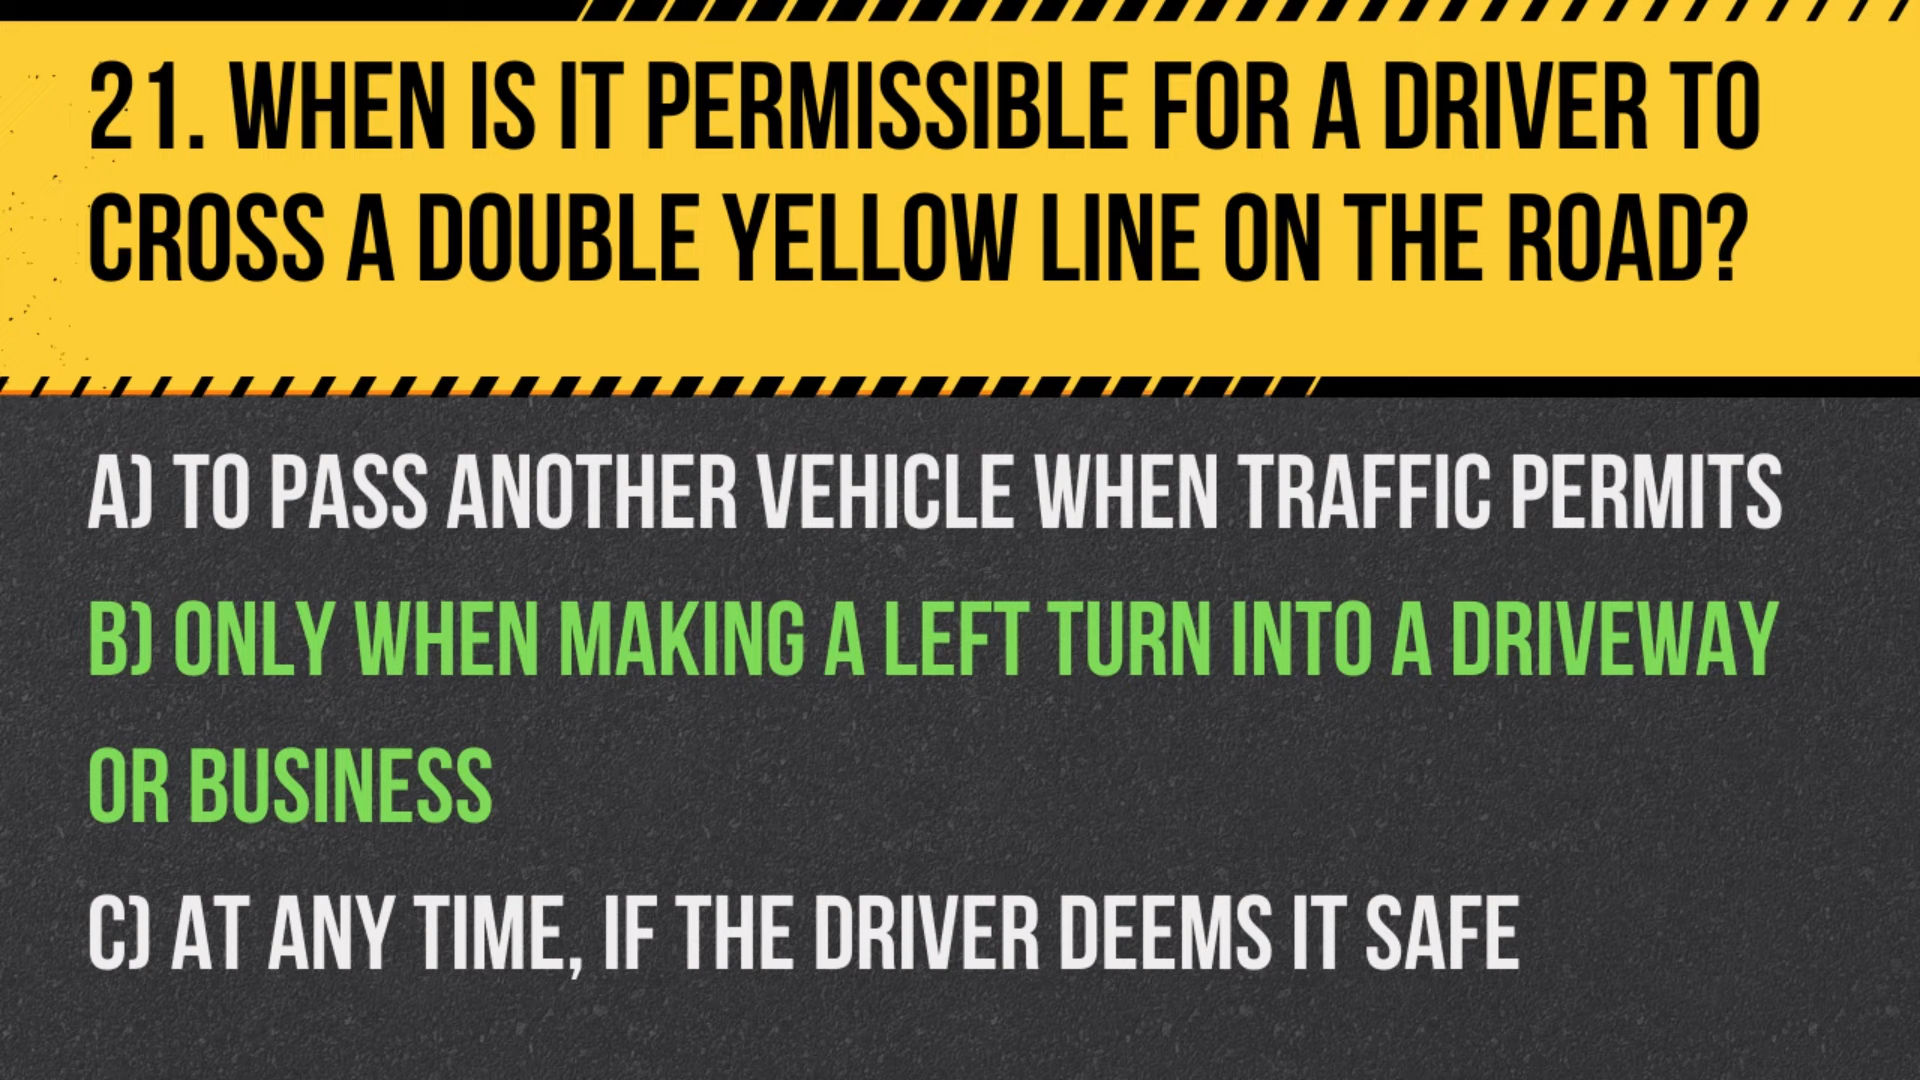 21. WHEN IS IT PERMISSIBLE FOR A DRIVER TO
CROSS A DOUBLE YELLOW LINE ON THE ROAD?
A) TO PASS ANOTHER VEHICLE WHEN TRAFFIC PERMITS
B) ONLY WHEN MAKING A LEFT TURN INTO A DRIVEWAY
OR BUSINESS
C) AT ANY TIME, IF THE DRIVER DEEMS IT SAFE